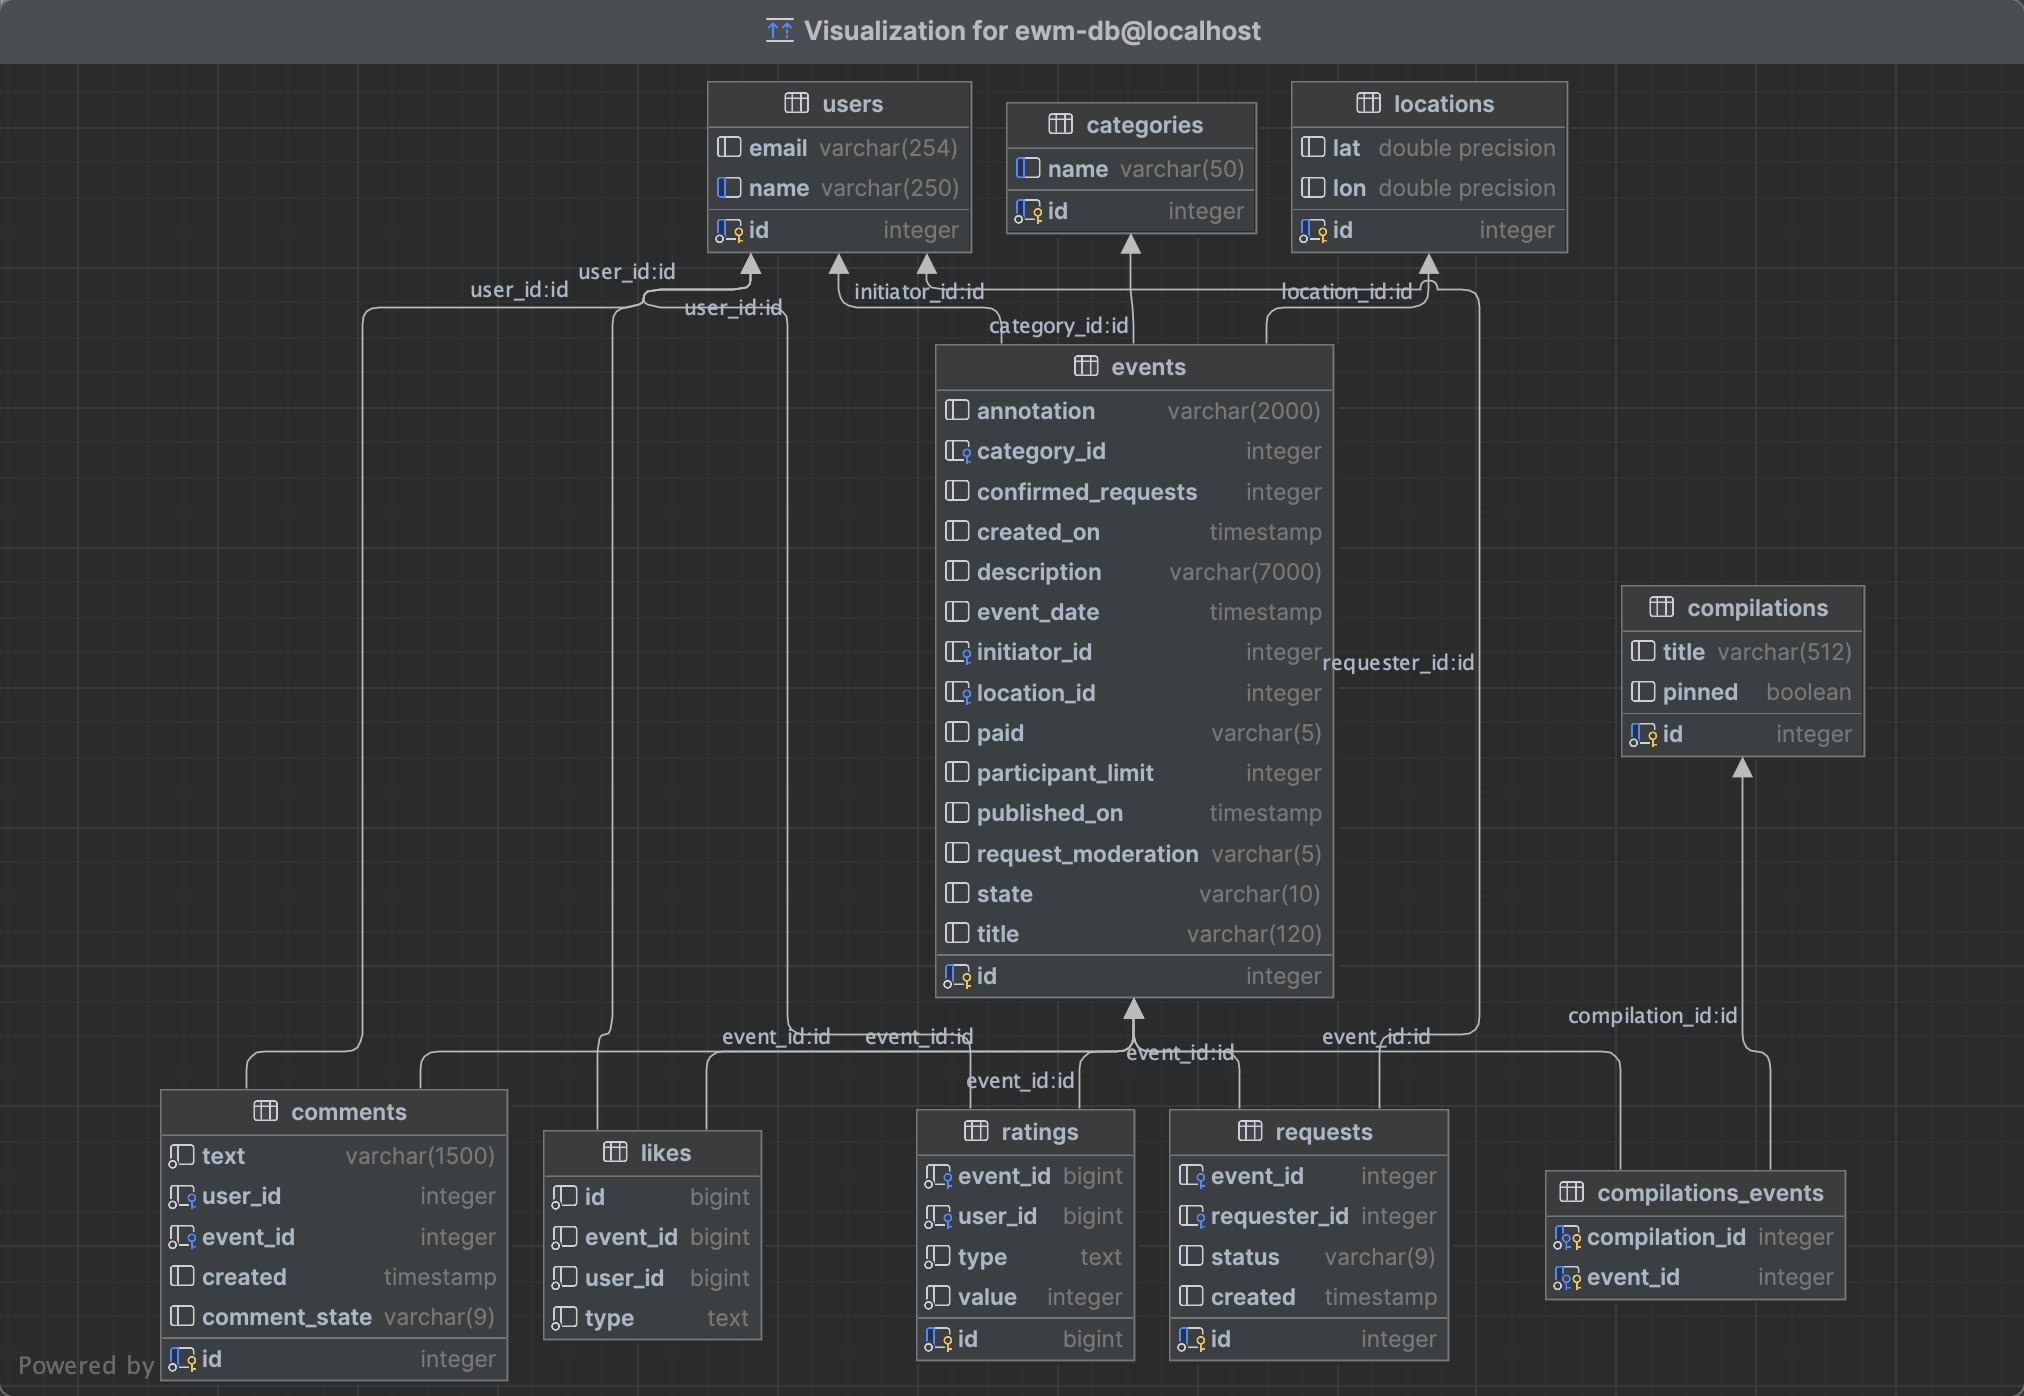 Visualization for ewm-db@localhost
users
email varchar(254)
name varchar(250)
id integer
categories
name varchar(50)
id integer
locations
lat double precision
lon double precision
id integer
user_id:id
user_id:id
user_id:id
initiator_id:id
location_id:id
category_id:id
events
annotation varchar(2000)
category_id integer
confirmed_requests integer
created_on timestamp
description varchar(7000)
event_date timestamp
initiator_id integer
location_id integer
paid varchar(5)
participant_limit integer
published_on timestamp
request_moderation varchar(5)
state varchar(10)
title varchar(120)
id integer
requester_id:id
compilations
title varchar(512)
pinned boolean
id integer
compilation_id:id
event_id:id
event_id:id
event_id:id
event_id:id
event_id:id
comments
text varchar(1500)
user_id integer
event_id integer
created timestamp
comment_state varchar(9)
id integer
likes
id bigint
event_id bigint
user_id bigint
type text
ratings
event_id bigint
user_id bigint
type text
value integer
id bigint
requests
event_id integer
requester_id integer
status varchar(9)
created timestamp
id integer
compilations_events
compilation_id integer
event_id integer
Powered by